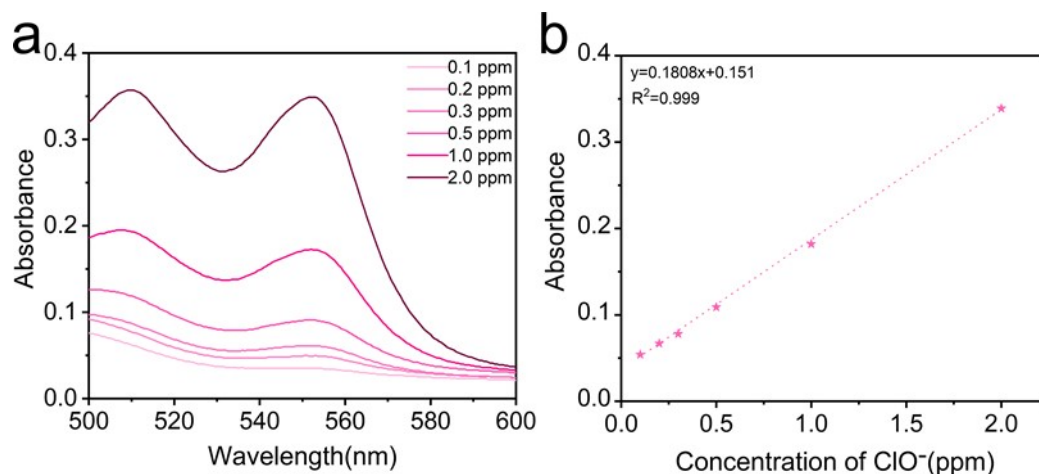 a
0.4
0.3
0.2
0.1
0.0
Absorbance
0.1 ppm
0.2 ppm
0.3 ppm
0.5 ppm
1.0 ppm
2.0 ppm
500 520 540 560 580 600
Wavelength(nm)
b
0.4
0.3
0.2
0.1
0.0
Absorbance
y=0.1808x+0.151
R²=0.999
0.0 0.5 1.0 1.5 2.0
Concentration of ClO⁻(ppm)